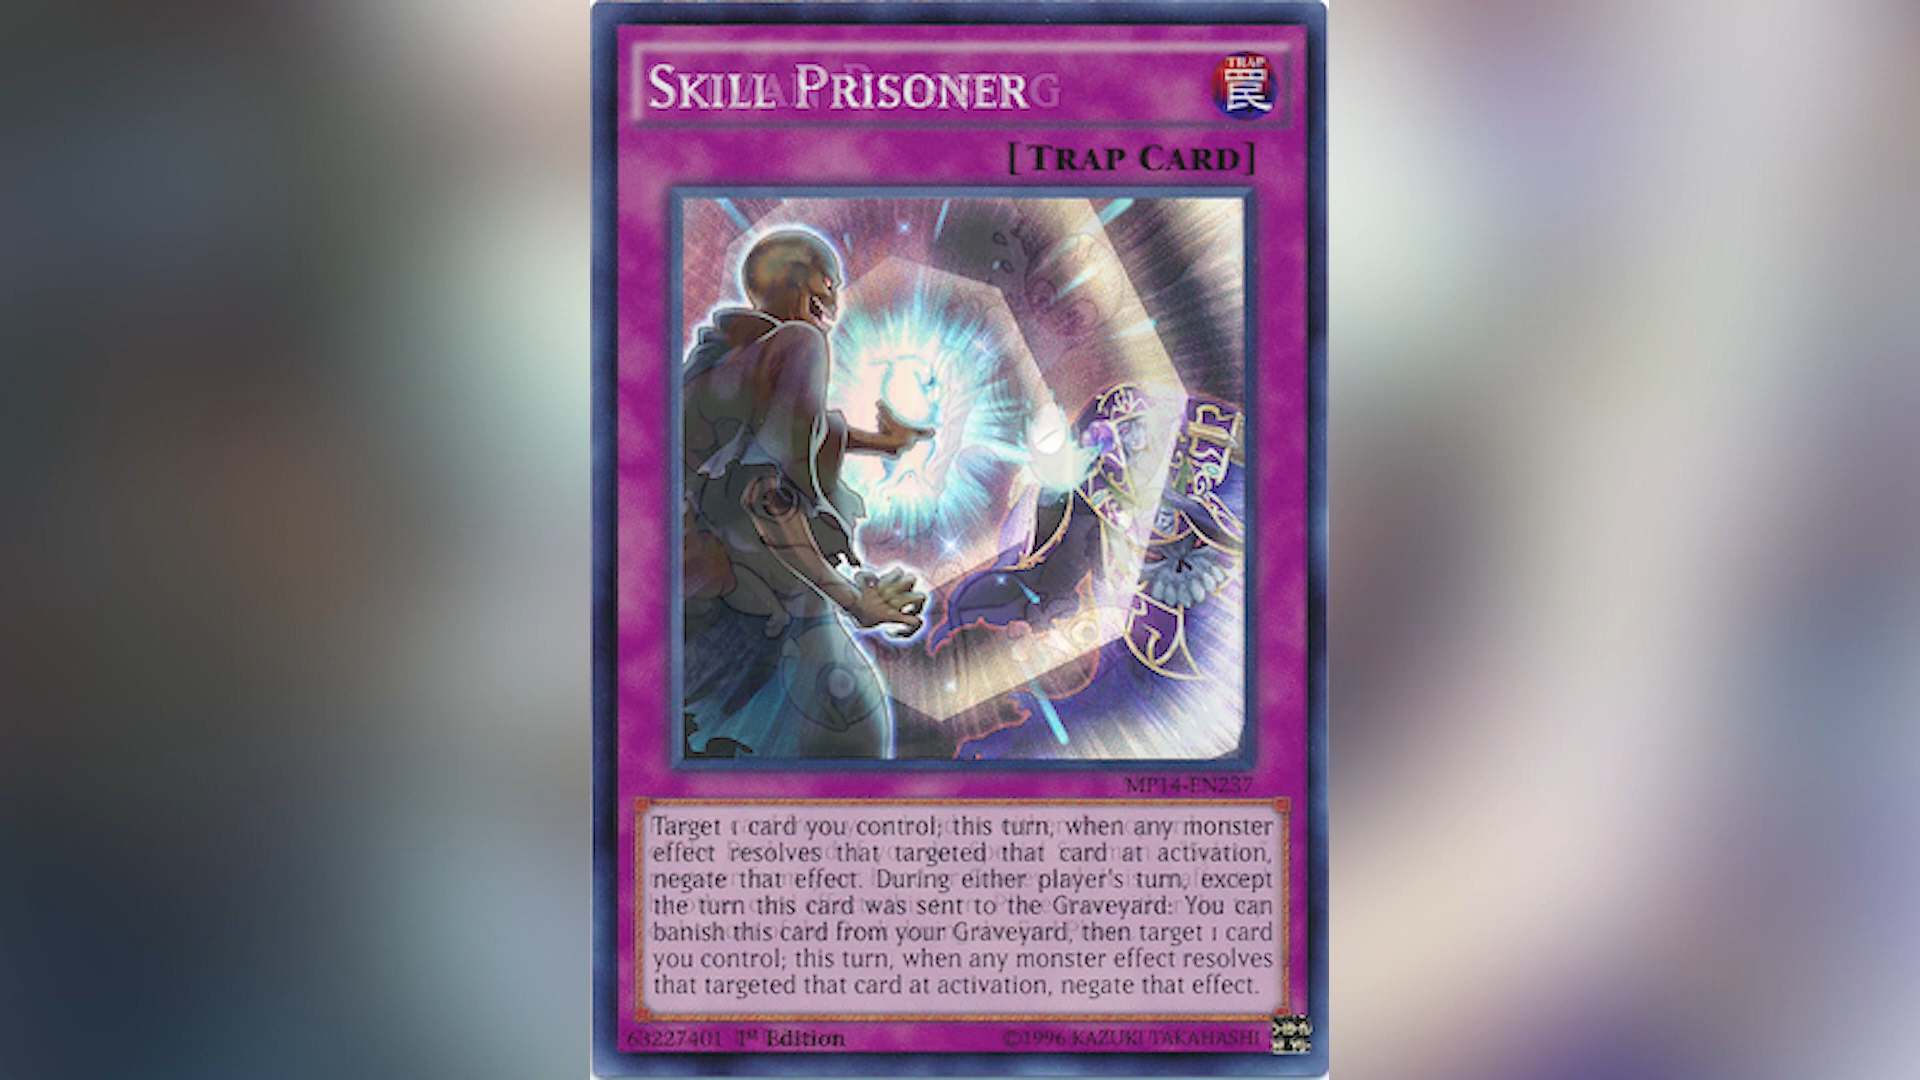 SKILL PRISONER
TRAP
罠
[TRAP CARD]
MP14-EN237
Target 1 card you control; this turn, when any monster
effect resolves that targeted that card at activation,
negate that effect. During either player's turn, except
the turn this card was sent to the Graveyard: You can
banish this card from your Graveyard, then target 1 card
you control; this turn, when any monster effect resolves
that targeted that card at activation, negate that effect.
63227401 1st Edition ©1996 KAZUKI TAKAHASHI